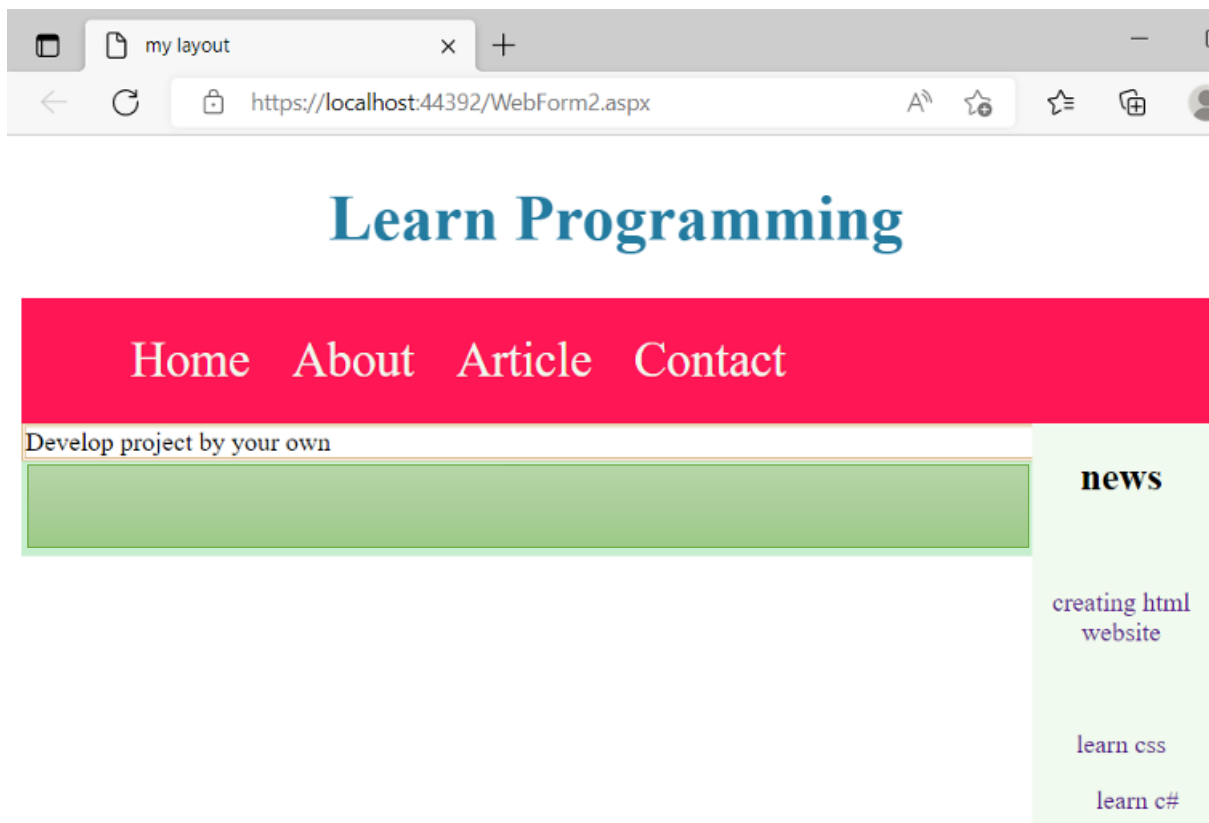 my layout
https://localhost:44392/WebForm2.aspx
Learn Programming
Home About Article Contact
Develop project by your own
news
creating html
website
learn css
learn c#